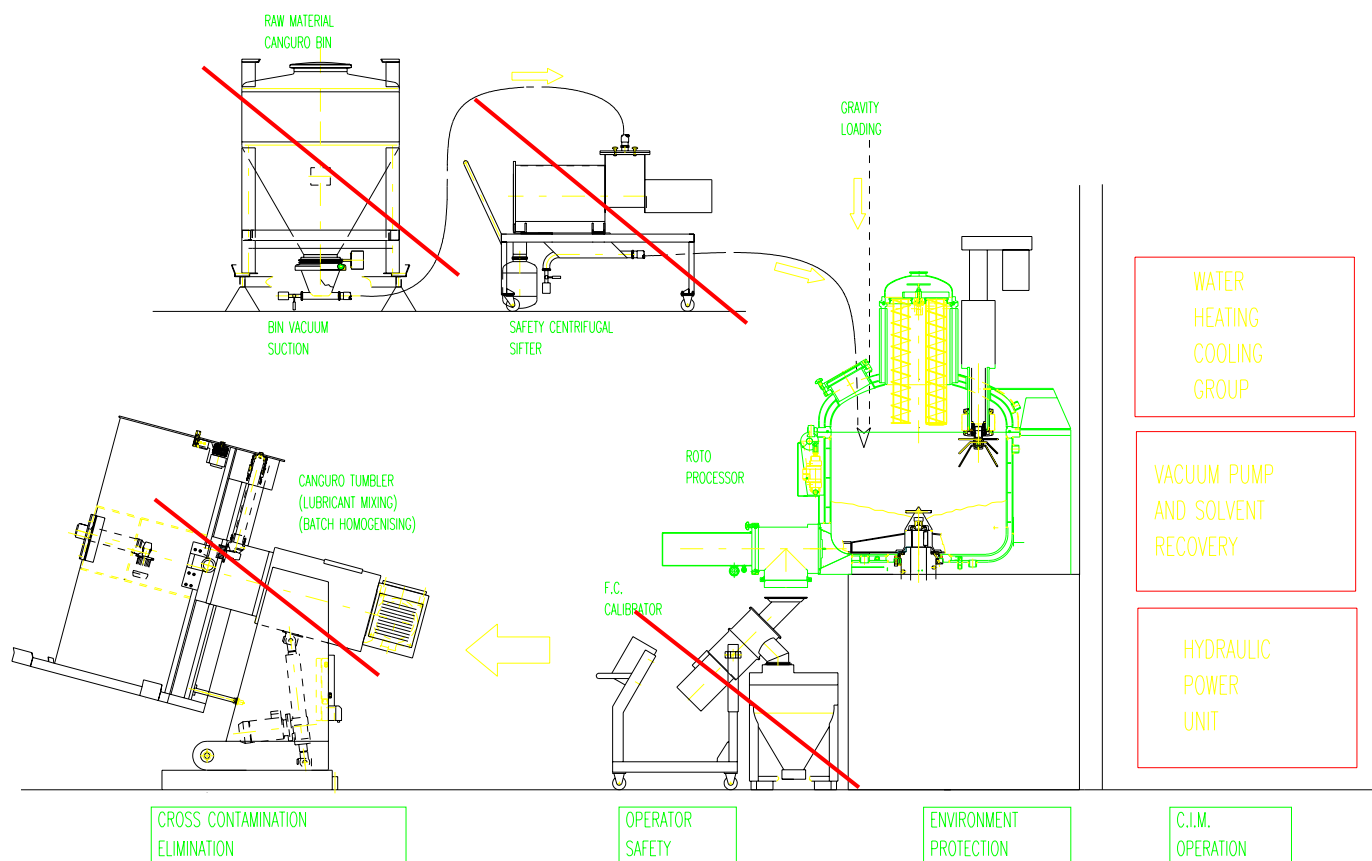 RAW MATERIAL
CANGURO BIN
GRAVITY
LOADING
BIN VACUUM
SUCTION
SAFETY CENTRIFUGAL
SIFTER
WATER
HEATING
COOLING
GROUP
CANGURO TUMBLER
(LUBRICANT MIXING)
(BATCH HOMOGENISING)
ROTO
PROCESSOR
VACUUM PUMP
AND SOLVENT
RECOVERY
F.C.
CALIBRATOR
HYDRAULIC
POWER
UNIT
CROSS CONTAMINATION
ELIMINATION
OPERATOR
SAFETY
ENVIRONMENT
PROTECTION
C.I.M.
OPERATION